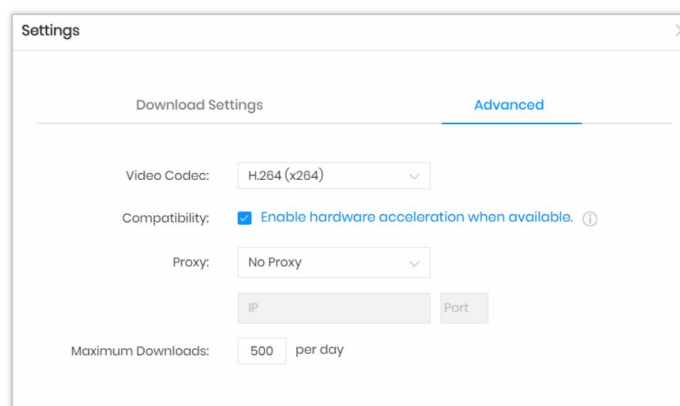 Settings
Download Settings Advanced
Video Codec: H.264 (x264)
Compatibility: Enable hardware acceleration when available.
Proxy: No Proxy
IP Port
Maximum Downloads: 500 per day